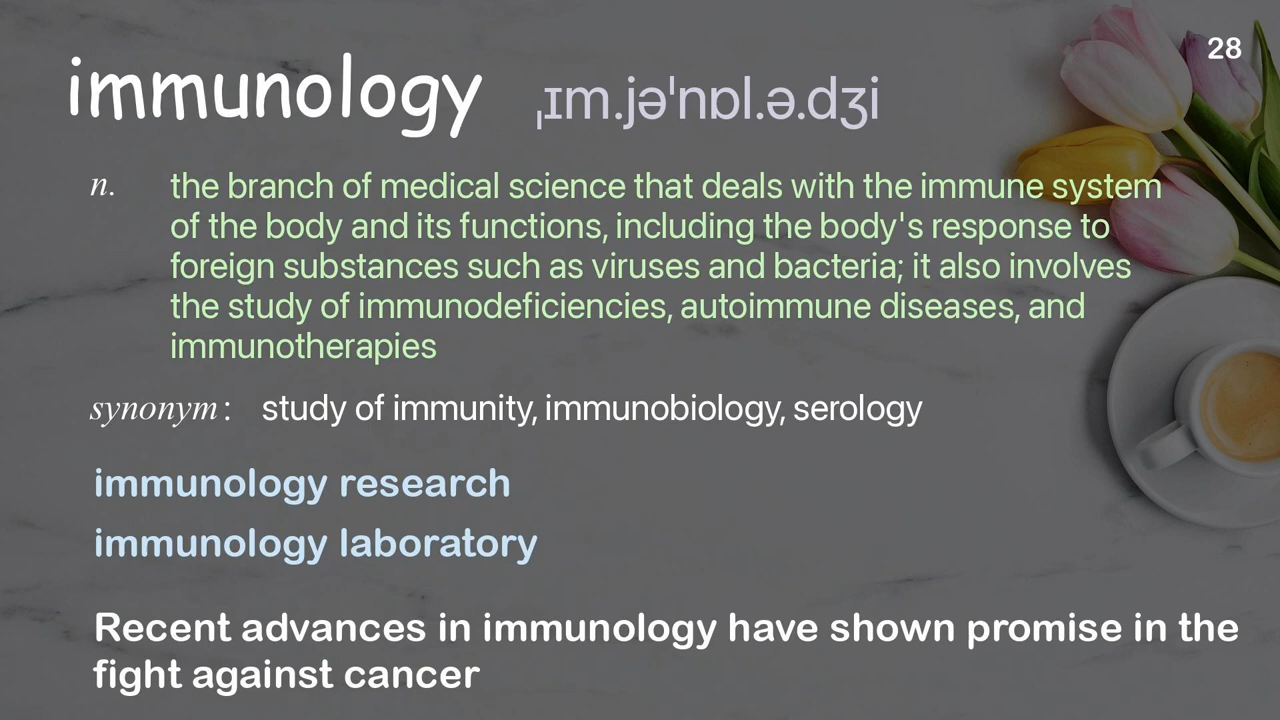 28
immunology ˌɪm.jəˈnɒl.ə.dʒi
n. the branch of medical science that deals with the immune system
of the body and its functions, including the body's response to
foreign substances such as viruses and bacteria; it also involves
the study of immunodeficiencies, autoimmune diseases, and
immunotherapies
synonym: study of immunity, immunobiology, serology
immunology research
immunology laboratory
Recent advances in immunology have shown promise in the
fight against cancer